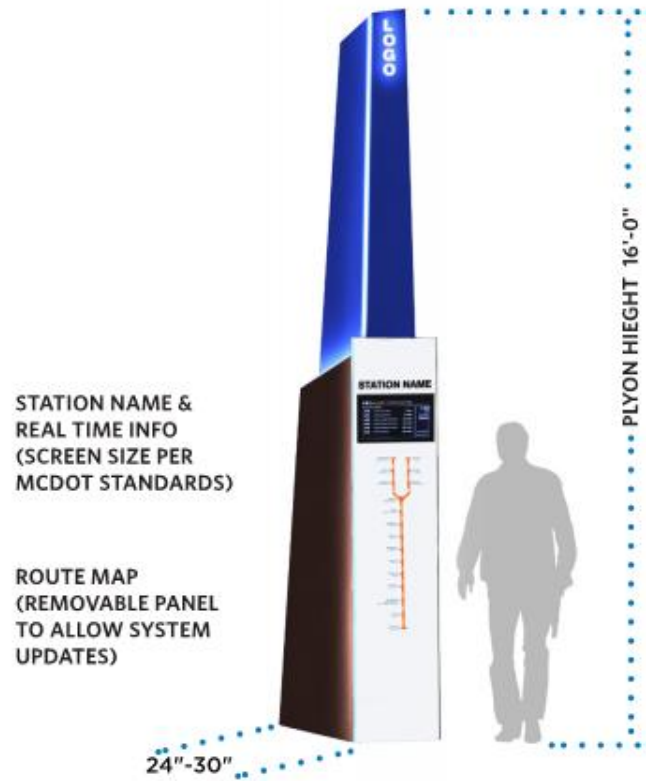 LOGO
PLYON HIEGHT 16'-0"
STATION NAME
STATION NAME &
REAL TIME INFO
(SCREEN SIZE PER
MCDOT STANDARDS)
ROUTE MAP
(REMOVABLE PANEL
TO ALLOW SYSTEM
UPDATES)
24"-30"